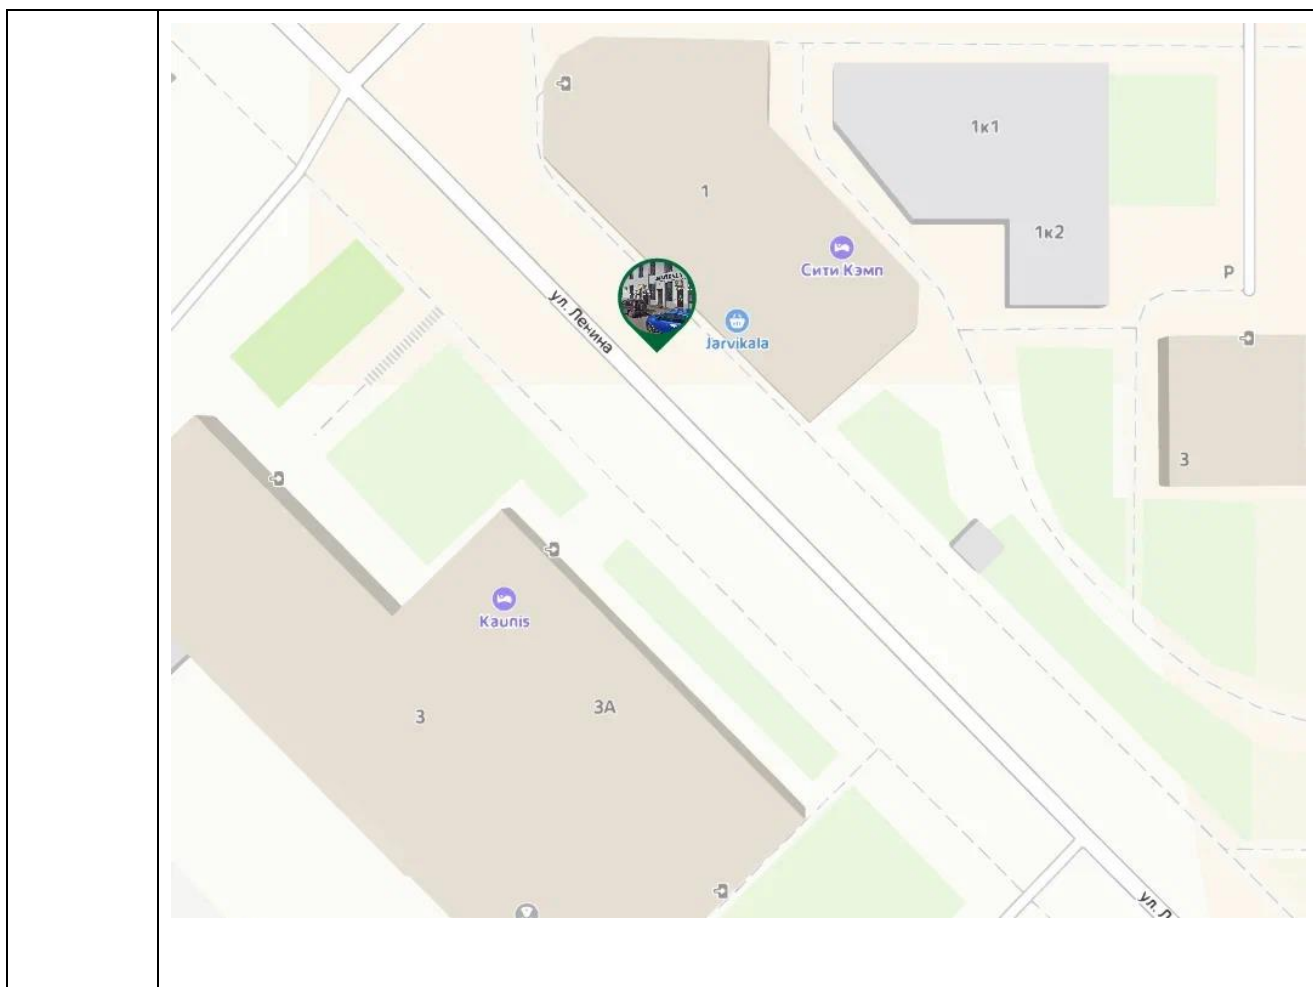 1к1
1
1к2
Сити Кэмп
P
ул. Ленина
Jarvikala
3
Kaunis
3А
3
ул. Л